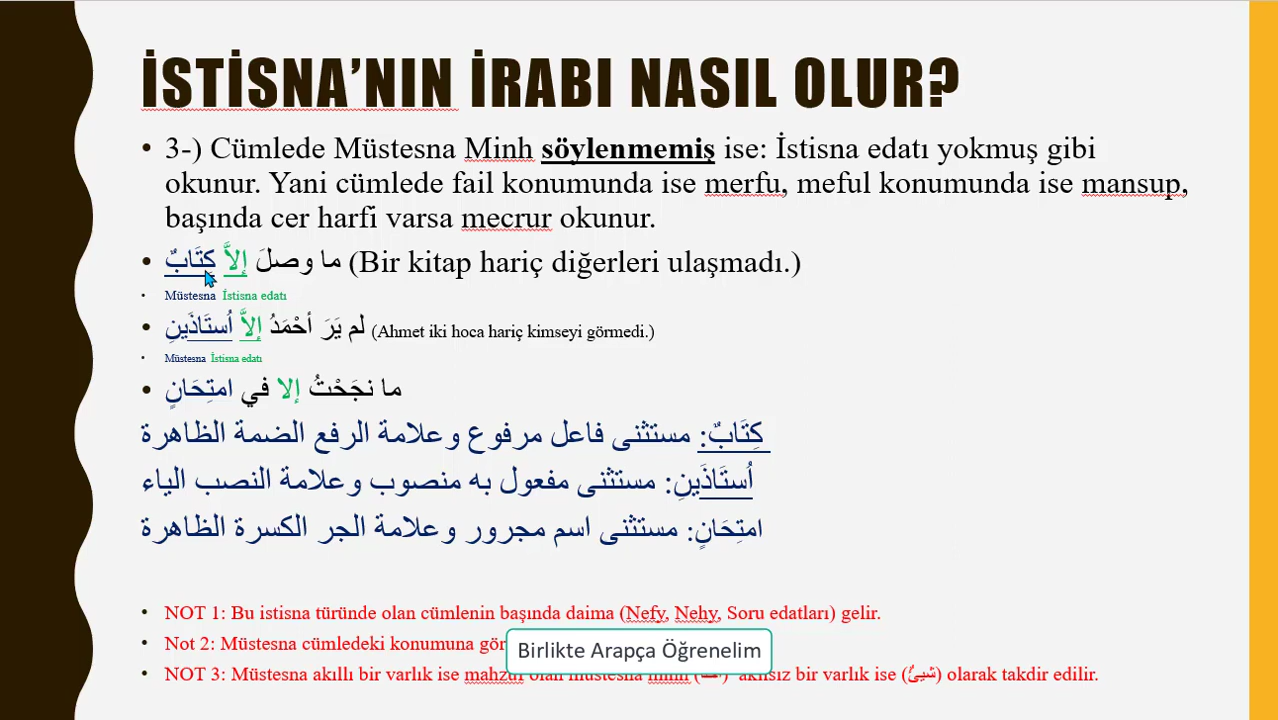 İSTİSNA’NIN İRABI NASIL OLUR?
• 3-) Cümlede Müstesna Minh söylenmemiş ise: İstisna edatı yokmuş gibi
okunur. Yani cümlede fail konumunda ise merfu, meful konumunda ise mansup,
başında cer harfi varsa mecrur okunur.
• ما وصلَ إلاَّ كِتَابٌ (Bir kitap hariç diğerleri ulaşmadı.)
• Müstesna İstisna edatı
• لم يَرَ أحْمَدُ إلاَّ اُستَاذَينِ (Ahmet iki hoca hariç kimseyi görmedi.)
• Müstesna İstisna edatı
• ما نجَحْتُ إلا في امتِحَانٍ
كِتَابٌ: مستثنى فاعل مرفوع وعلامة الرفع الضمة الظاهرة
اُستَاذَينِ: مستثنى مفعول به منصوب وعلامة النصب الياء
امتِحَانٍ: مستثنى اسم مجرور وعلامة الجر الكسرة الظاهرة
• NOT 1: Bu istisna türünde olan cümlenin başında daima (Nefy, Nehy, Soru edatları) gelir.
• Not 2: Müstesna cümledeki konumuna
Birlikte Arapça Öğrenelim
• NOT 3: Müstesna akıllı bir varlık ise mahzuf olan müstesna minh akılsız bir varlık ise (شَيئٌ) olarak takdir edilir.